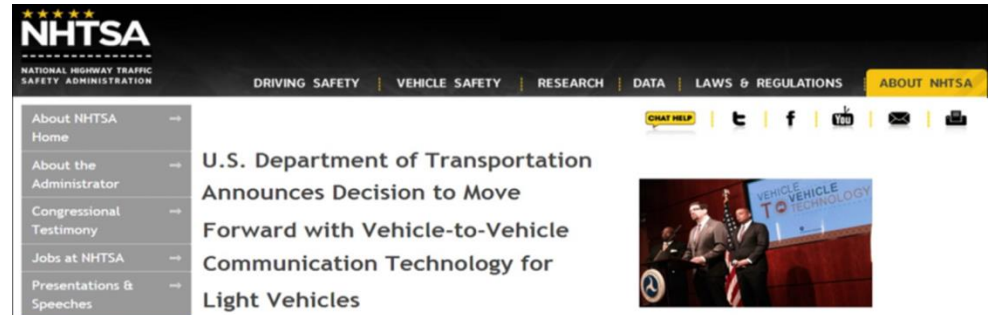 NHTSA
NATIONAL HIGHWAY TRAFFIC
SAFETY ADMINISTRATION
DRIVING SAFETY
VEHICLE SAFETY
RESEARCH
DATA
LAWS & REGULATIONS
ABOUT NHTSA
CHAT HELP
You
About NHTSA
Home
About the
Administrator
Congressional
Testimony
Jobs at NHTSA
Presentations &
Speeches
U.S. Department of Transportation
Announces Decision to Move
Forward with Vehicle-to-Vehicle
Communication Technology for
Light Vehicles
VEHICLE
TO VEHICLE
TECHNOLOGY